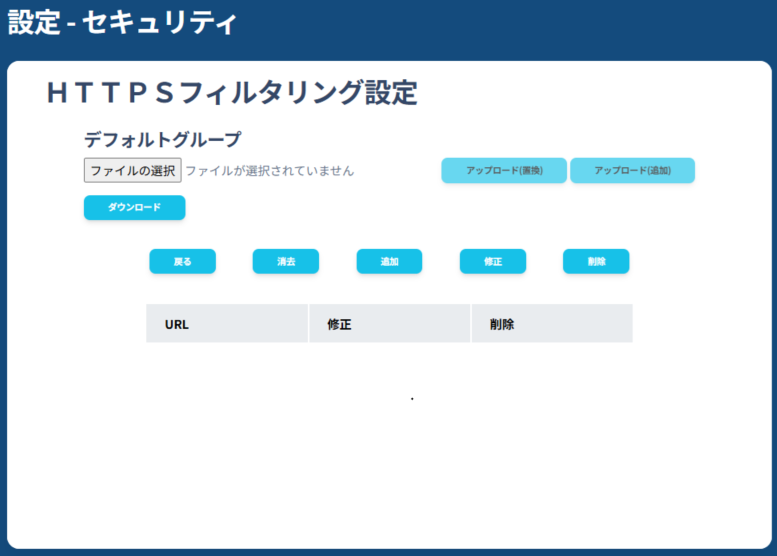 設定 - セキュリティ
ＨＴＴＰＳフィルタリング設定
デフォルトグループ
ファイルの選択 ファイルが選択されていません アップロード(置換) アップロード(追加)
ダウンロード
戻る 消去 追加 修正 削除
URL 修正 削除